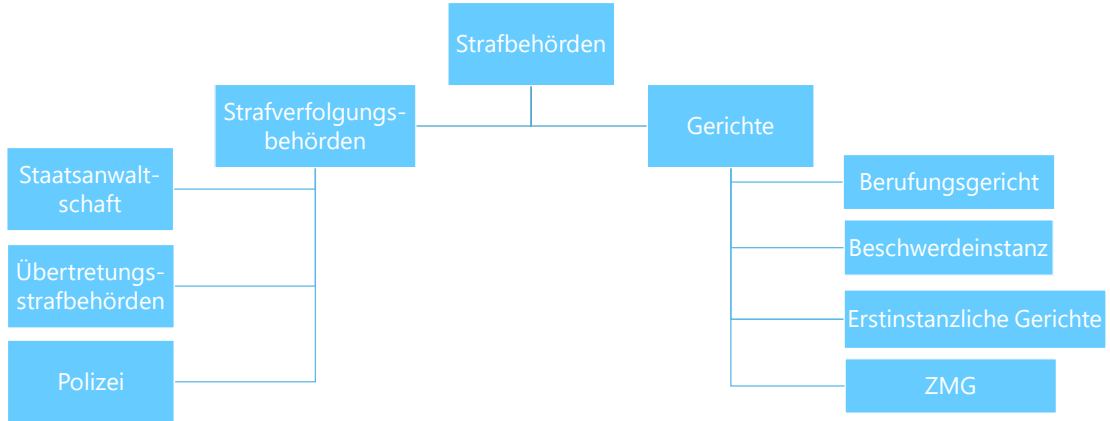 Strafbehörden
Strafverfolgungs-
behörden
Gerichte
Staatsanwalt-
schaft
Übertretungs-
strafbehörden
Polizei
Berufungsgericht
Beschwerdeinstanz
Erstinstanzliche Gerichte
ZMG